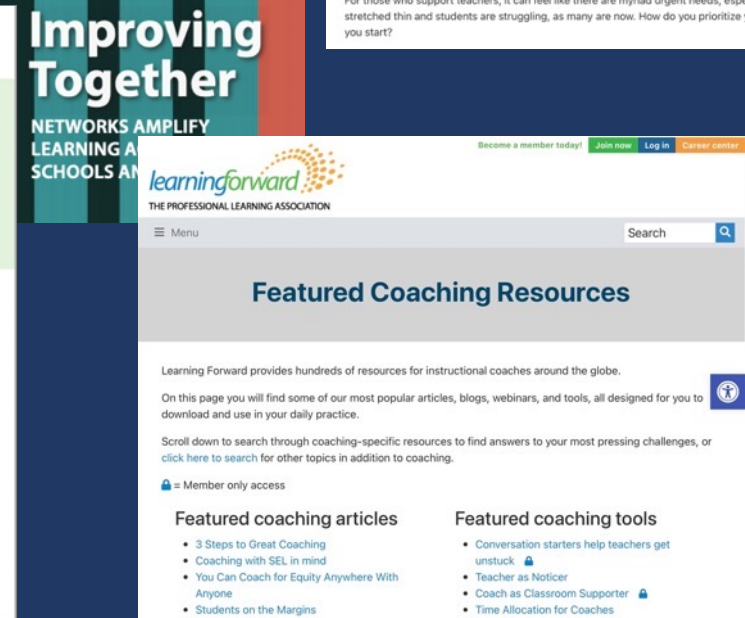 Improving
Together
NETWORKS AMPLIFY
LEARNING
SCHOOLS
For those who support teachers, it can feel like there are myriad urgent needs,
stretched thin and students are struggling, as many are now. How do you prioritize
you start?
Become a member today! Join now Log in Career center
learningforward
THE PROFESSIONAL LEARNING ASSOCIATION
Menu
Search
Featured Coaching Resources
Learning Forward provides hundreds of resources for instructional coaches around the globe.
On this page you will find some of our most popular articles, blogs, webinars, and tools, all designed for you to
download and use in your daily practice.
Scroll down to search through coaching-specific resources to find answers to your most pressing challenges, or
click here to search for other topics in addition to coaching.
= Member only access
Featured coaching articles
• 3 Steps to Great Coaching
• Coaching with SEL in mind
• You Can Coach for Equity Anywhere With
Anyone
• Students on the Margins
Featured coaching tools
• Conversation starters help teachers get
unstuck
• Teacher as Noticer
• Coach as Classroom Supporter
• Time Allocation for Coaches